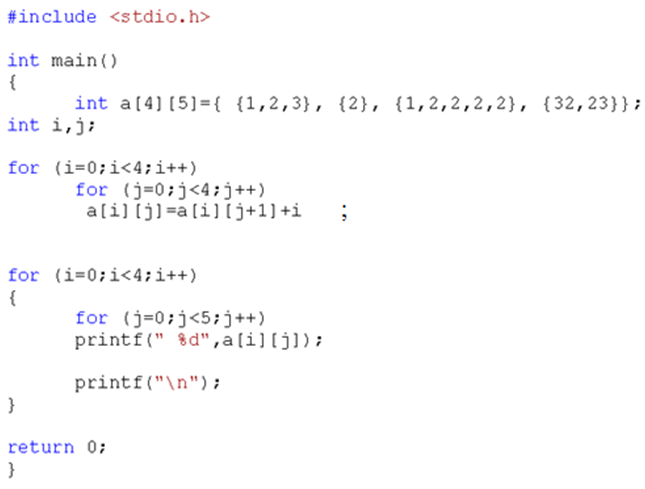 #include <stdio.h>
int main()
{
int a[4][5]={ {1,2,3}, {2}, {1,2,2,2,2}, {32,23}};
int i,j;
for (i=0;i<4;i++)
for (j=0;j<4;j++)
a[i][j]=a[i][j+1]+i ;
for (i=0;i<4;i++)
{
for (j=0;j<5;j++)
printf(" %d",a[i][j]);
printf("\n");
}
return 0;
}